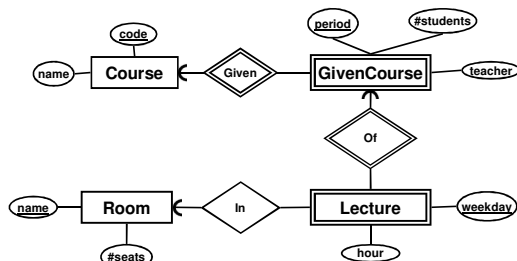 period
#students
code
name
Course
Given
GivenCourse
teacher
Of
name
Room
In
Lecture
weekday
#seats
hour